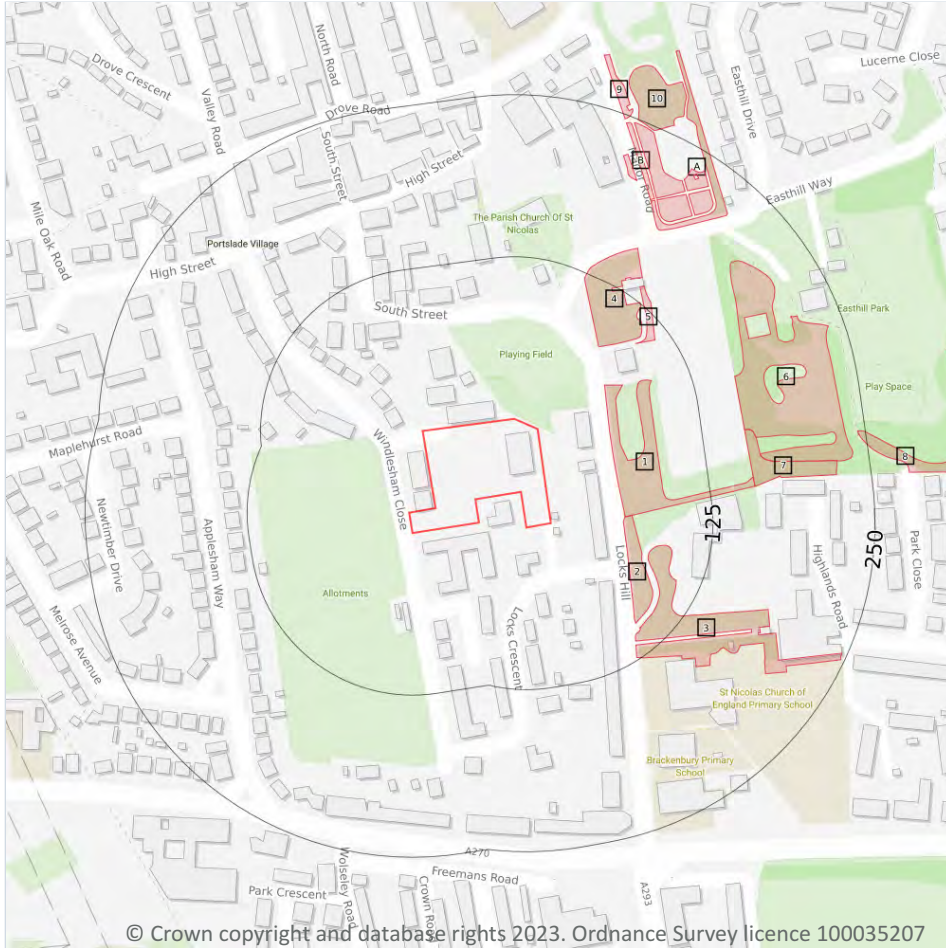 Drove Crescent
North Road
Valley Road
Drove Road
South Street
High Street
Lucerne Close
Easthill Drive
9
10
B
A
Easthill Way
Mile Oak Road
The Parish Church Of St
Nicolas
Portslade Village
High Street
South Street
4
5
Easthill Park
Playing Field
6
Play Space
Maplehurst Road
Windlesham Close
1
7
8
125
250
Newtimber Drive
Applesham Way
Locks Hill
Highlands Road
Park Close
2
Allotments
Melrose Avenue
Locks Crescent
3
St Nicolas Church of
England Primary School
Brackenbury Primary
School
A270
Freemans Road
Wolseley Road
Park Crescent
Crown Road
A293
© Crown copyright and database rights 2023. Ordnance Survey licence 100035207